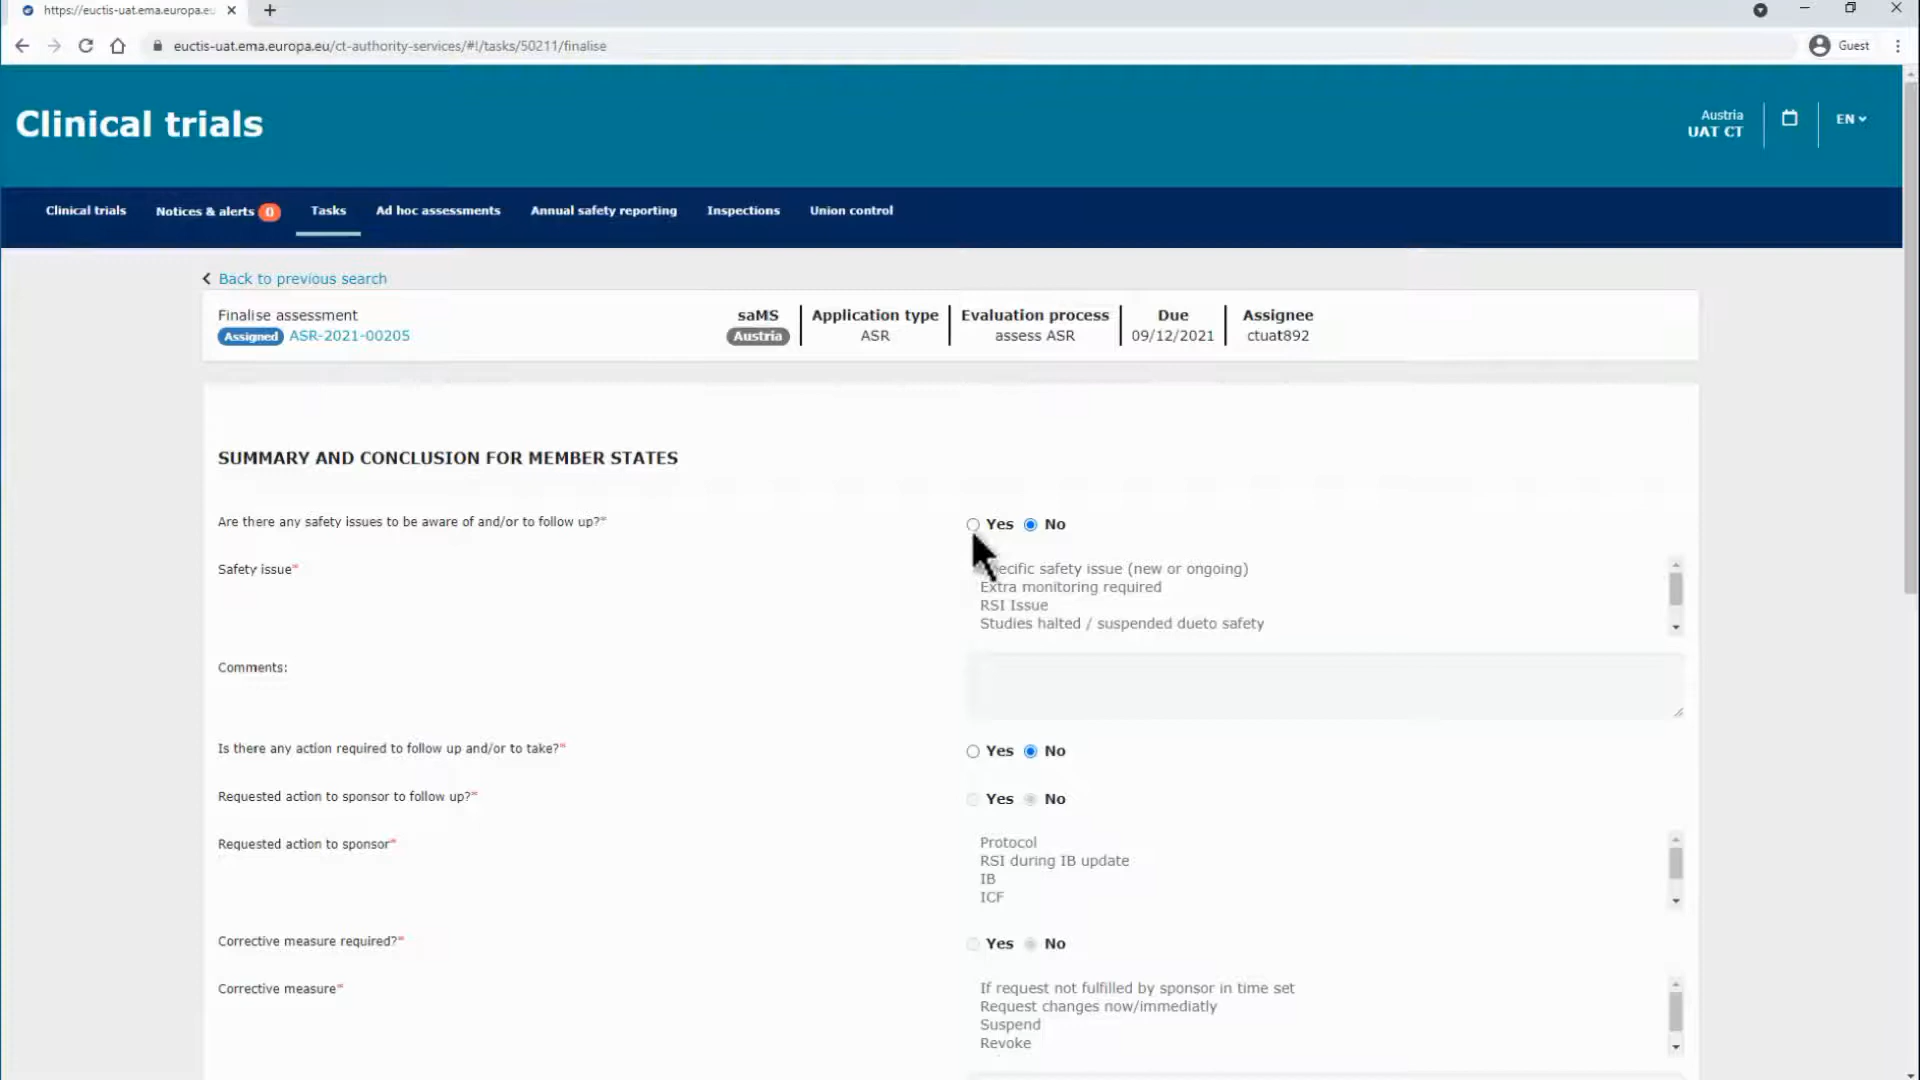 https://euctis-uat.ema.europa.eu
euctis-uat.ema.europa.eu/ct-authority-services/#!/tasks/50211/finalise
Guest
Clinical trials
Austria
UAT CT
EN
Clinical trials
Notices & alerts 0
Tasks
Ad hoc assessments
Annual safety reporting
Inspections
Union control
Back to previous search
Finalise assessment
Assigned ASR-2021-00205
saMS
Austria
Application type
ASR
Evaluation process
assess ASR
Due
09/12/2021
Assignee
ctuat892
SUMMARY AND CONCLUSION FOR MEMBER STATES
Are there any safety issues to be aware of and/or to follow up?*
Yes No
Safety issue*
ecific safety issue (new or ongoing)
Extra monitoring required
RSI Issue
Studies halted / suspended dueto safety
Comments:
Is there any action required to follow up and/or to take?*
Yes No
Requested action to sponsor to follow up?*
Yes No
Requested action to sponsor*
Protocol
RSI during IB update
IB
ICF
Corrective measure required?*
Yes No
Corrective measure*
If request not fulfilled by sponsor in time set
Request changes now/immediatly
Suspend
Revoke